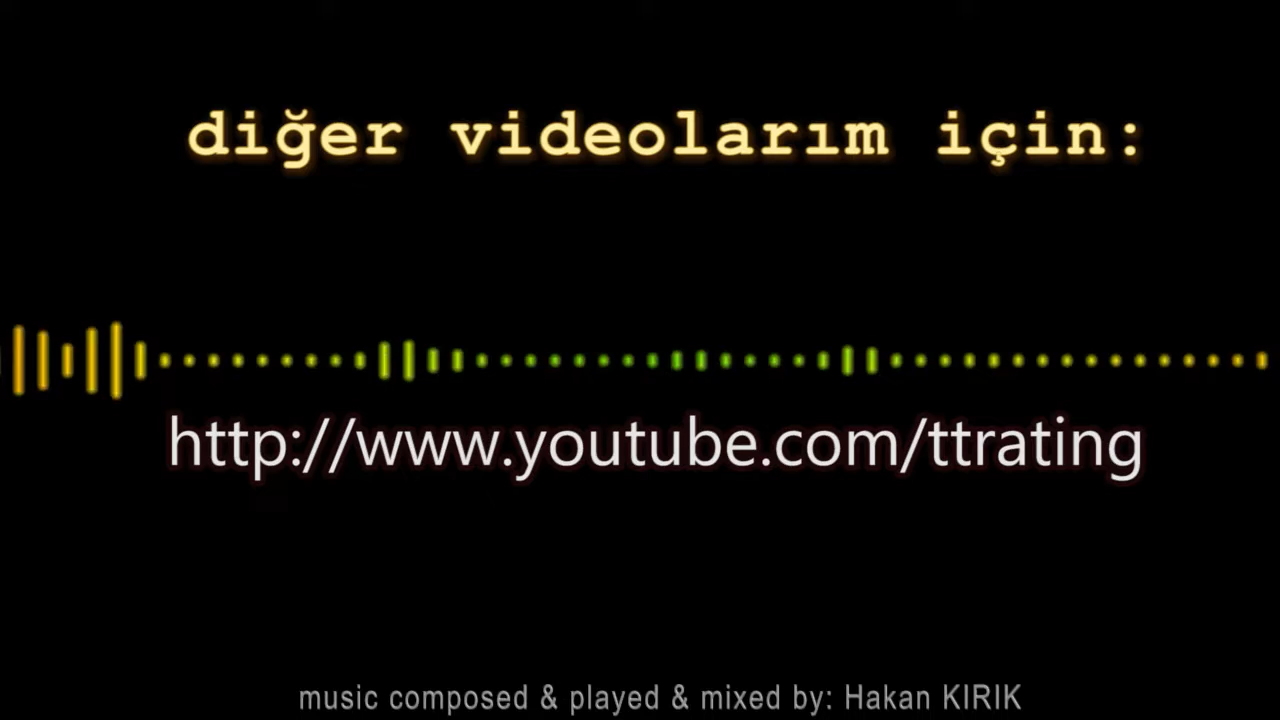 diğer videolarım için:
http://www.youtube.com/ttrating
music composed & played & mixed by: Hakan KIRIK